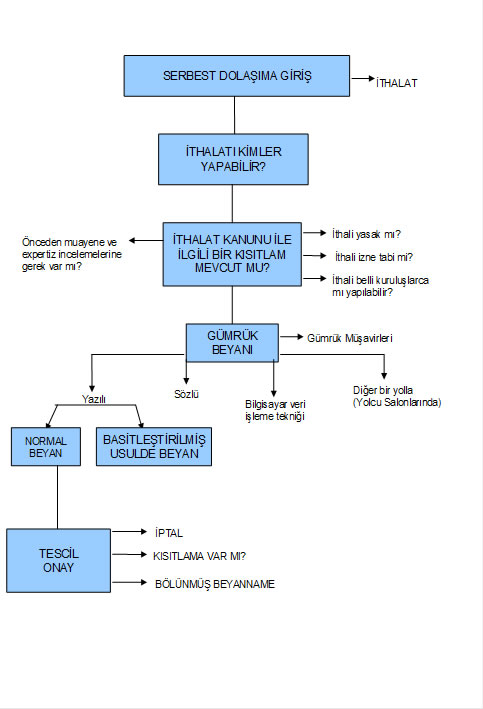 SERBEST DOLAŞIMA GİRİŞ
İTHALAT
İTHALATI KİMLER
YAPABİLİR?
Önceden muayene ve
expertiz incelemelerine
gerek var mı?
İTHALAT KANUNU İLE
İLGİLİ BİR KISITLAM
MEVCUT MU?
İthali yasak mı?
İthali izne tabi mi?
İthali belli kuruluşlarca
mı yapılabilir?
GÜMRÜK
BEYANI
Gümrük Müşavirleri
Yazılı
Sözlü
Bilgisayar veri
işleme tekniği
Diğer bir yolla
(Yolcu Salonlarında)
NORMAL
BEYAN
BASİTLEŞTİRİLMİŞ
USULDE BEYAN
TESCİL
ONAY
İPTAL
KISITLAMA VAR MI?
BÖLÜNMÜŞ BEYANNAME